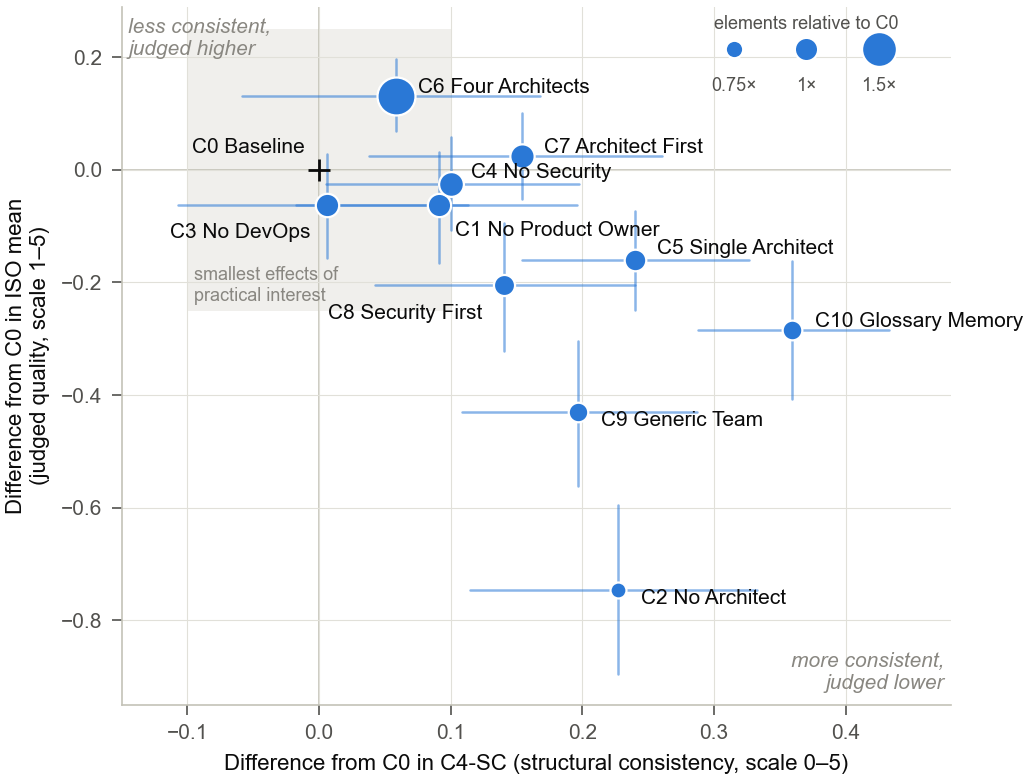 less consistent,
judged higher
elements relative to C0
0.75×
1×
1.5×
C6 Four Architects
C0 Baseline
C7 Architect First
C4 No Security
C3 No DevOps
C1 No Product Owner
C5 Single Architect
smallest effects of
practical interest
C8 Security First
C10 Glossary Memory
C9 Generic Team
C2 No Architect
more consistent,
judged lower
0.2
0.0
−0.2
−0.4
−0.6
−0.8
Difference from C0 in ISO mean
(judged quality, scale 1–5)
−0.1
0.0
0.1
0.2
0.3
0.4
Difference from C0 in C4-SC (structural consistency, scale 0–5)